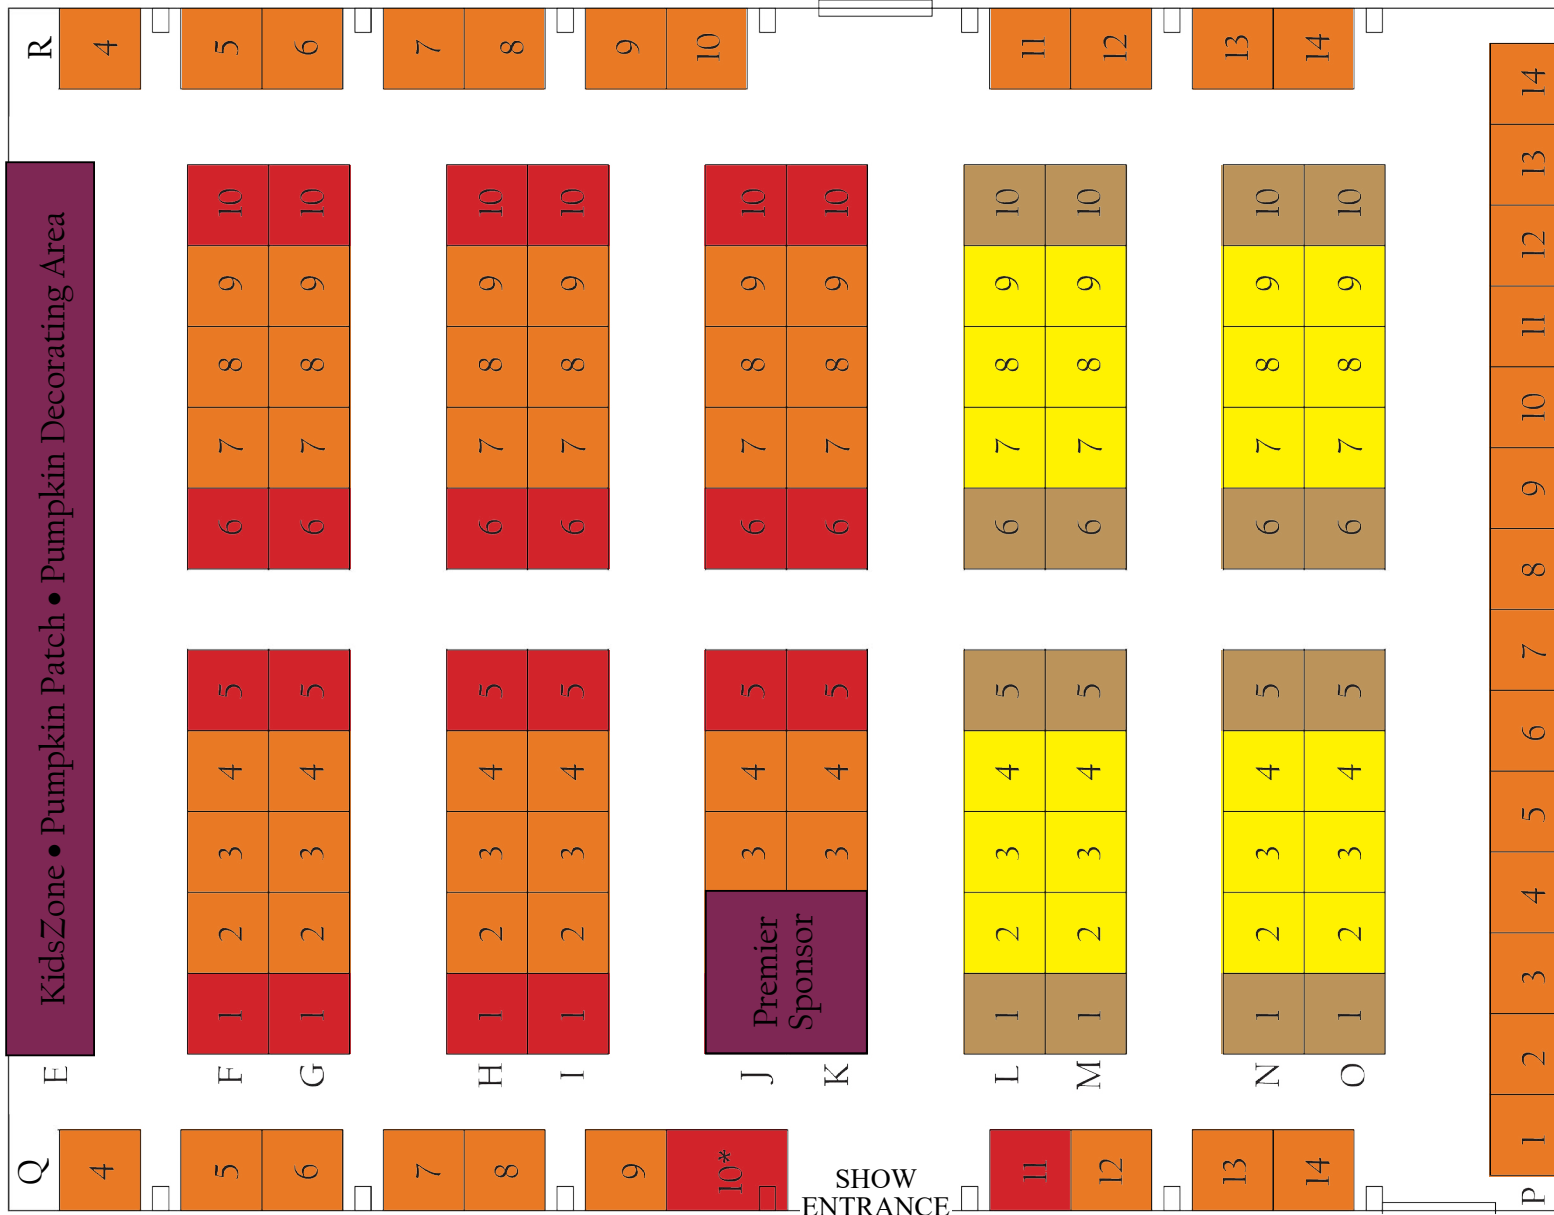 R
4
5
6
7
8
9
10
11
12
13
14
KidsZone • Pumpkin Patch • Pumpkin Decorating Area
10 10 10 10 10 10 10 10 10 10
9 9 9 9 9 9 9 9 9 9
8 8 8 8 8 8 8 8 8 8
7 7 7 7 7 7 7 7 7 7
6 6 6 6 6 6 6 6 6 6
5 5 5 5 5 5 5 5 5 5
4 4 4 4 4 4 4 4 4 4
3 3 3 3 3 3 3 3 3 3
2 2 2 2 2 2 2 2
1 1 1 1 1 1 1 1
Premier
Sponsor
E F G H I J K L M N O
14
13
12
11
10
9
8
7
6
5
4
3
2
1
P
Q
4
5
6
7
8
9
10*
SHOW
ENTRANCE
11
12
13
14